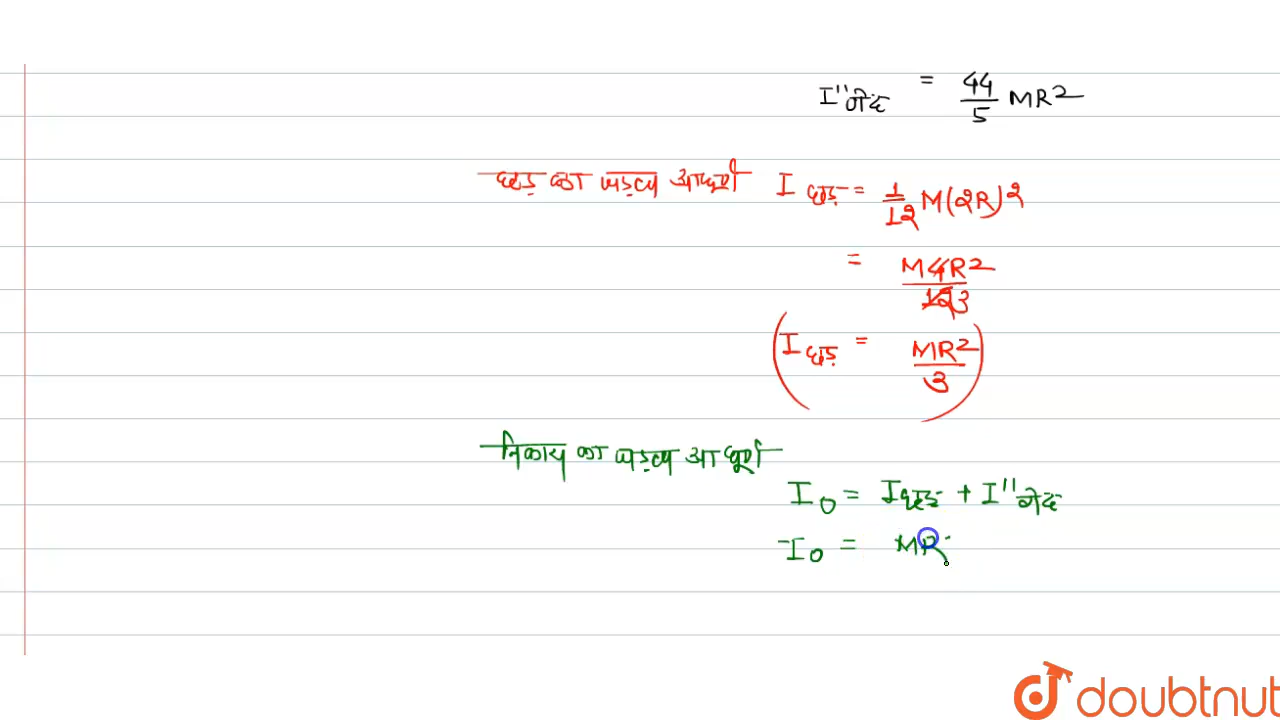 I"गेंद = 44/5 MR²
छड़ का जड़त्व आघूर्ण I छड़ = 1/12 M(2R)²
= M4R²/12 3
(I छड़ = MR²/3)
निकाय का जड़त्व आघूर्ण
I₀ = Iछड़ + I"गेंद
I₀ = MR
doubtnut